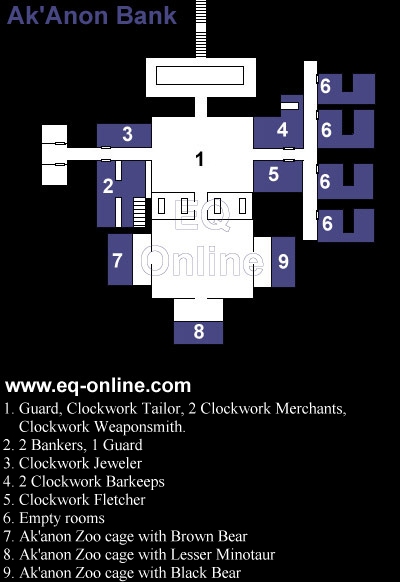 Ak'Anon Bank
6
3
4
6
1
2
5
6
EQ
6
Online
7
9
8
www.eq-online.com
1. Guard, Clockwork Tailor, 2 Clockwork Merchants,
Clockwork Weaponsmith.
2. 2 Bankers, 1 Guard
3. Clockwork Jeweler
4. 2 Clockwork Barkeeps
5. Clockwork Fletcher
6. Empty rooms
7. Ak'anon Zoo cage with Brown Bear
8. Ak'anon Zoo cage with Lesser Minotaur
9. Ak'anon Zoo cage with Black Bear